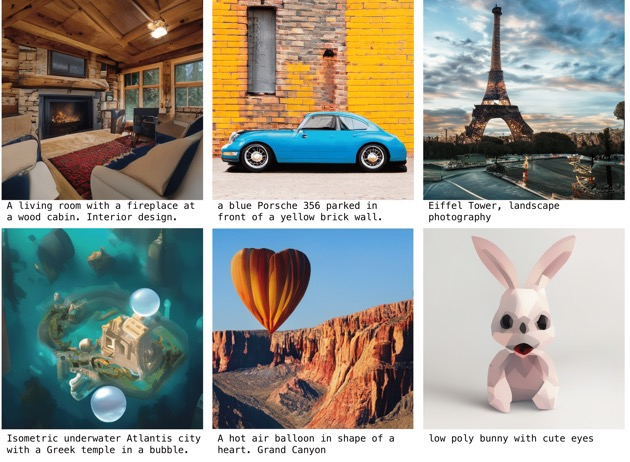 A living room with a fireplace at
a wood cabin. Interior design.
a blue Porsche 356 parked in
front of a yellow brick wall.
Eiffel Tower, landscape
photography
Isometric underwater Atlantis city
with a Greek temple in a bubble.
A hot air balloon in shape of a
heart. Grand Canyon
low poly bunny with cute eyes